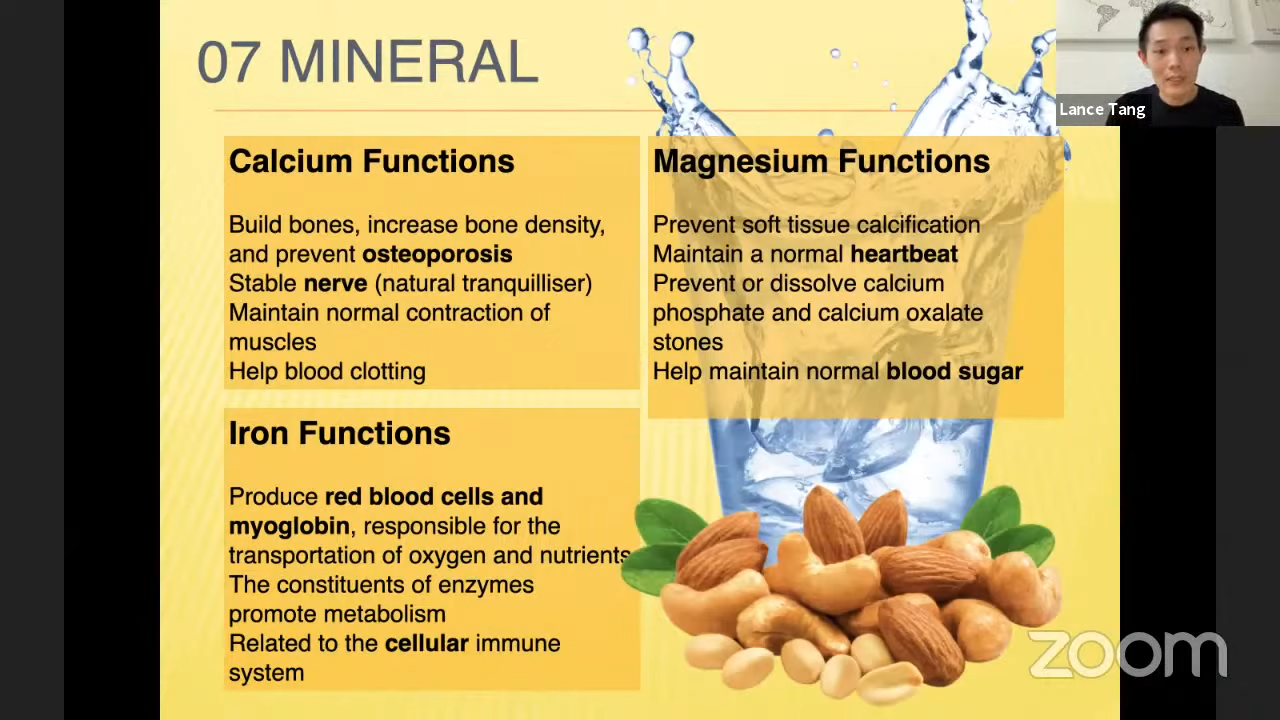 07 MINERAL
Lance Tang
Calcium Functions
Build bones, increase bone density,
and prevent osteoporosis
Stable nerve (natural tranquilliser)
Maintain normal contraction of
muscles
Help blood clotting
Magnesium Functions
Prevent soft tissue calcification
Maintain a normal heartbeat
Prevent or dissolve calcium
phosphate and calcium oxalate
stones
Help maintain normal blood sugar
Iron Functions
Produce red blood cells and
myoglobin, responsible for the
transportation of oxygen and nutrients
The constituents of enzymes
promote metabolism
Related to the cellular immune
system
zoom